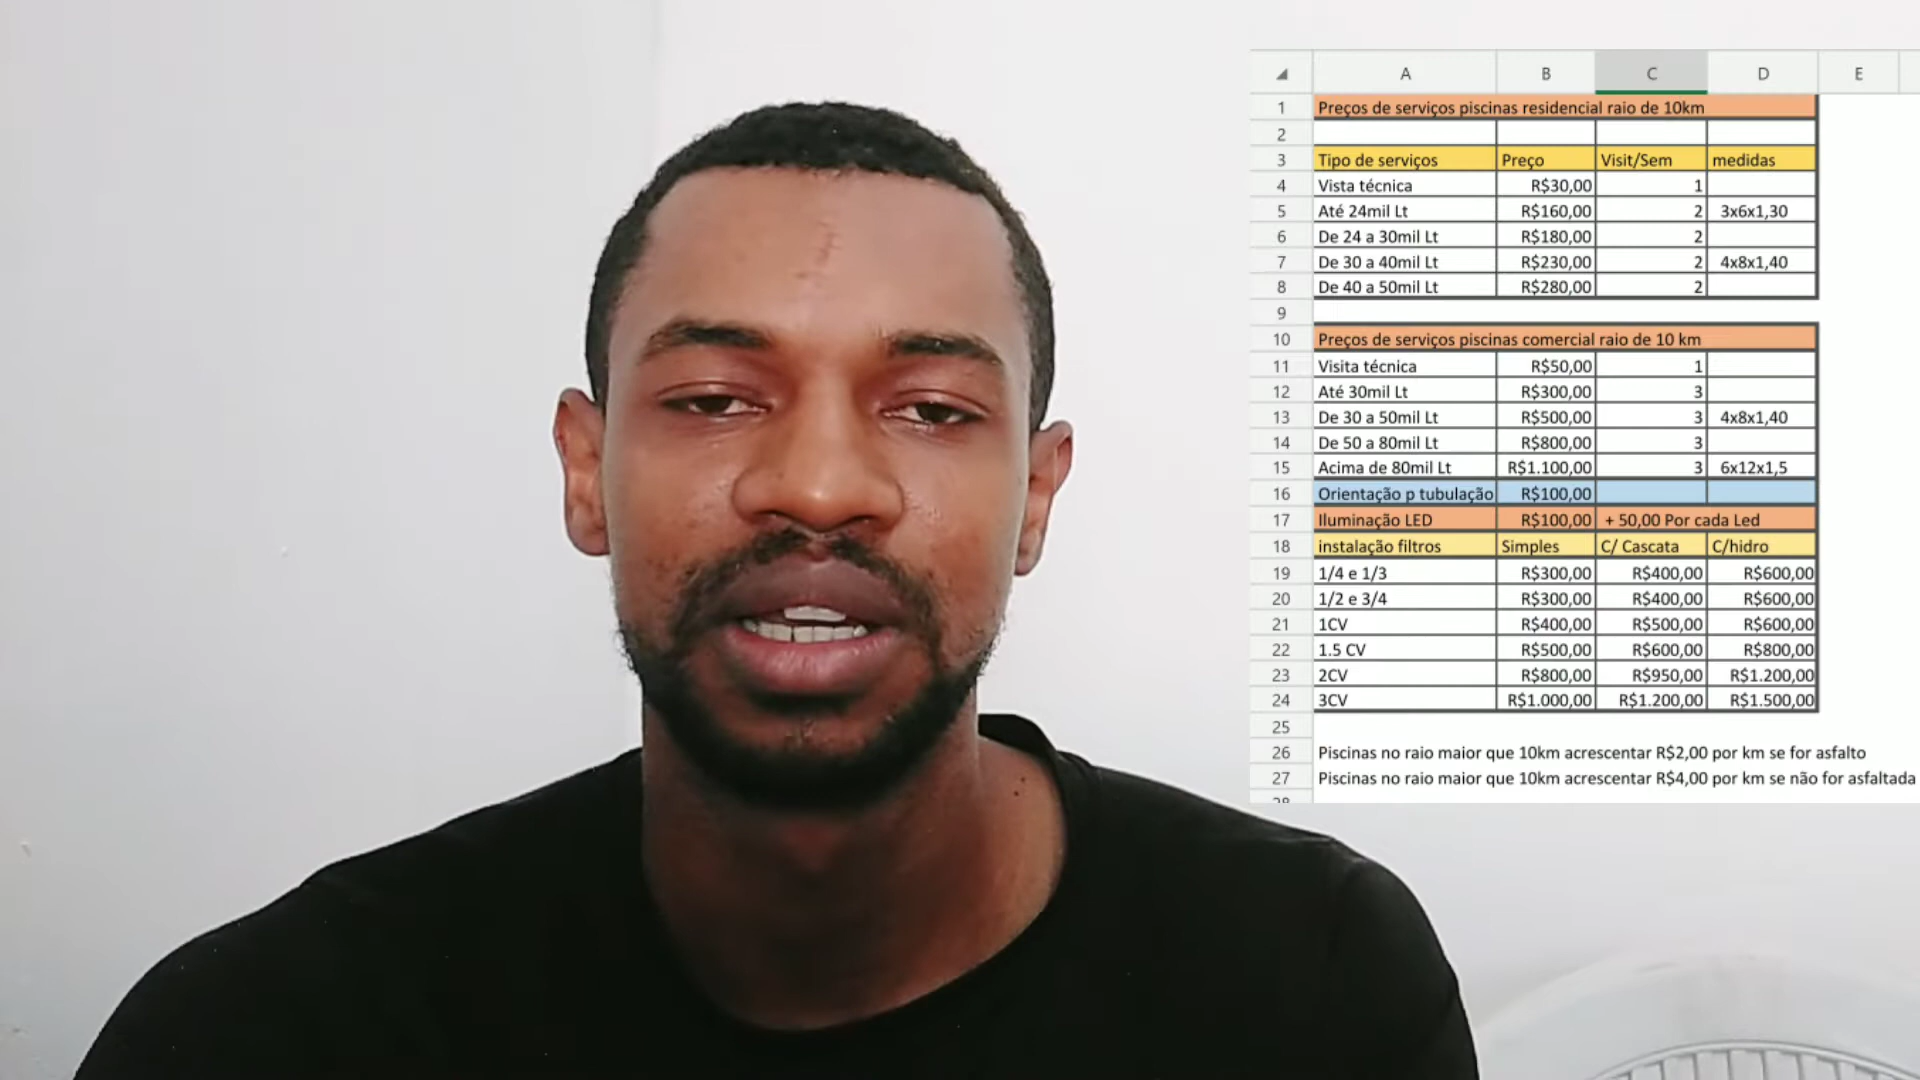 A B C D E
1 Preços de serviços piscinas residencial raio de 10km
2
3 Tipo de serviços Preço Visit/Sem medidas
4 Vista técnica R$30,00 1
5 Até 24mil Lt R$160,00 2 3x6x1,30
6 De 24 a 30mil Lt R$180,00 2
7 De 30 a 40mil Lt R$230,00 2 4x8x1,40
8 De 40 a 50mil Lt R$280,00 2
9
10 Preços de serviços piscinas comercial raio de 10 km
11 Visita técnica R$50,00 1
12 Até 30mil Lt R$300,00 3
13 De 30 a 50mil Lt R$500,00 3 4x8x1,40
14 De 50 a 80mil Lt R$800,00 3
15 Acima de 80mil Lt R$1.100,00 3 6x12x1,5
16 Orientação p tubulação R$100,00
17 Iluminação LED R$100,00 + 50,00 Por cada Led
18 instalação filtros Simples C/ Cascata C/hidro
19 1/4 e 1/3 R$300,00 R$400,00 R$600,00
20 1/2 e 3/4 R$300,00 R$400,00 R$600,00
21 1CV R$400,00 R$500,00 R$600,00
22 1.5 CV R$500,00 R$600,00 R$800,00
23 2CV R$800,00 R$950,00 R$1.200,00
24 3CV R$1.000,00 R$1.200,00 R$1.500,00
25
26 Piscinas no raio maior que 10km acrescentar R$2,00 por km se for asfalto
27 Piscinas no raio maior que 10km acrescentar R$4,00 por km se não for asfaltada